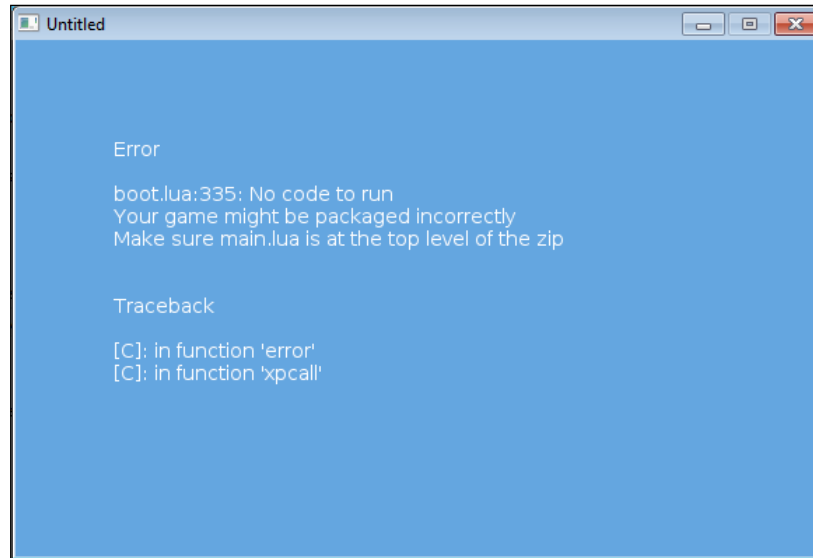 Untitled
Error
boot.lua:335: No code to run
Your game might be packaged incorrectly
Make sure main.lua is at the top level of the zip
Traceback
[C]: in function 'error'
[C]: in function 'xpcall'